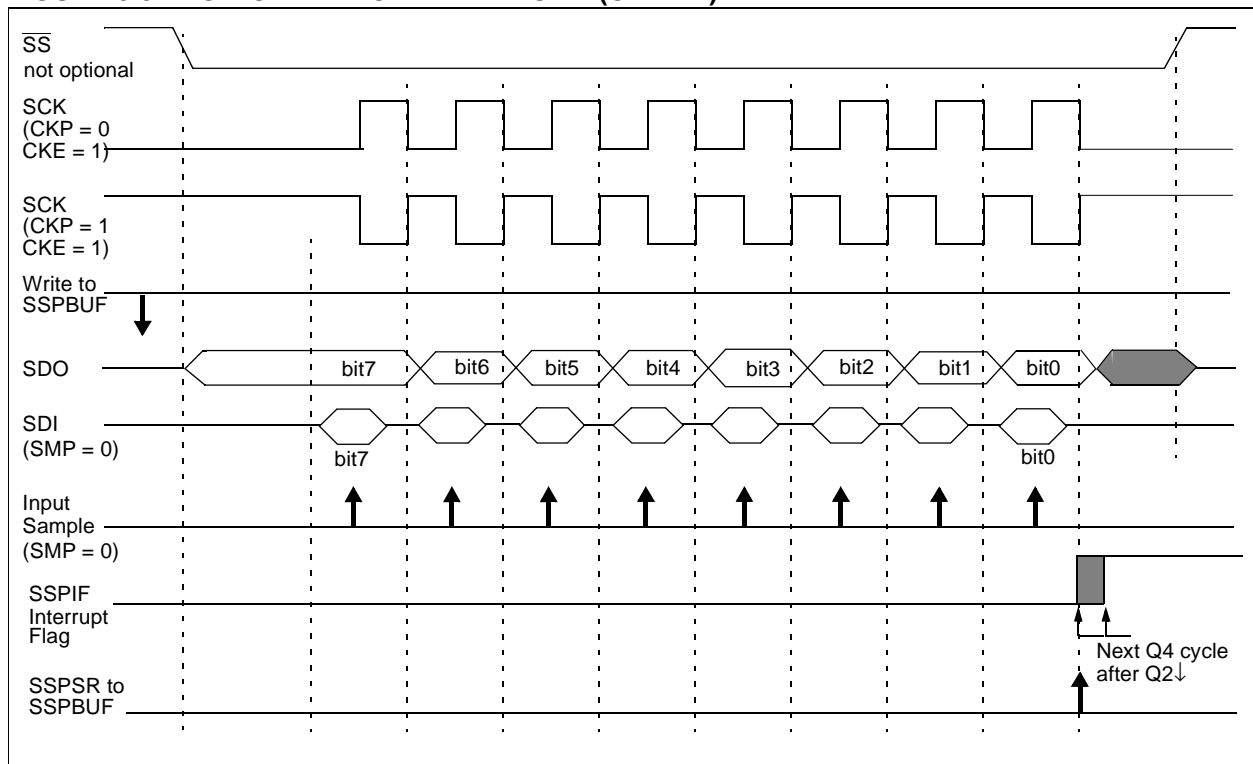 SS
not optional
SCK
(CKP = 0
CKE = 1)
SCK
(CKP = 1
CKE = 1)
Write to
SSPBUF
SDO
bit7 bit6 bit5 bit4 bit3 bit2 bit1 bit0
SDI
(SMP = 0)
bit7 bit0
Input
Sample
(SMP = 0)
SSPIF
Interrupt
Flag
Next Q4 cycle
after Q2↓
SSPSR to
SSPBUF